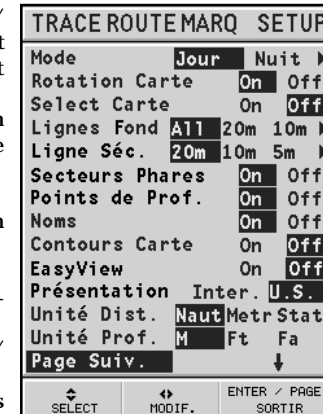 TRACE ROUTE MARQ SETUP
Mode Jour Nuit
Rotation Carte On Off
Select Carte On Off
Lignes Fond All 20m 10m
Ligne Séc. 20m 10m 5m
Secteurs Phares On Off
Points de Prof. On Off
Noms On Off
Contours Carte On Off
EasyView On Off
Présentation Inter. U.S.
Unité Dist. Naut Metr Stat
Unité Prof. M Ft Fa
Page Suiv.
SELECT MODIF. ENTER / PAGE
SORTIR